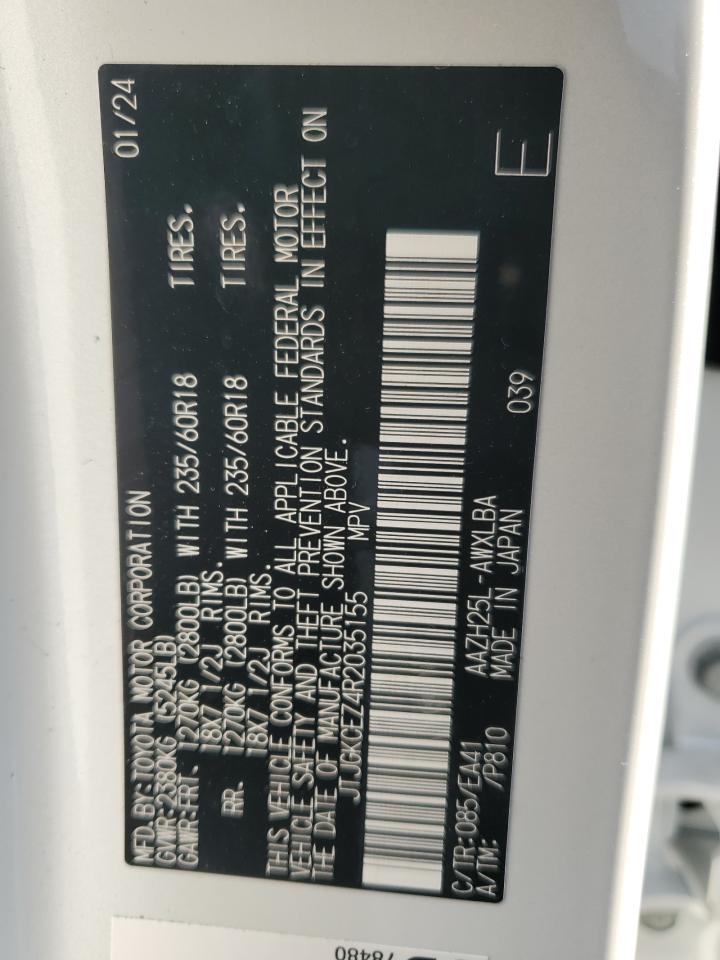 MFD.BY:TOYOTA MOTOR CORPORATION 01/24
GVWR:2380KG (5245LB)
GAWR:FRT 1270KG (2800LB) WITH 235/60R18 TIRES.
18X7 1/2J RIMS.
RR. 1270KG (2800LB) WITH 235/60R18 TIRES.
18X7 1/2J RIMS.
THIS VEHICLE CONFORMS TO ALL APPLICABLE FEDERAL MOTOR
VEHICLE SAFETY AND THEFT PREVENTION STANDARDS IN EFFECT ON
THE DATE OF MANUFACTURE SHOWN ABOVE.
JTJGKCEZ4R2035155 MPV
C/TR:085/EA41 AAZH25L-AWXLBA
A/TM: /P810 MADE IN JAPAN 039 E
78480